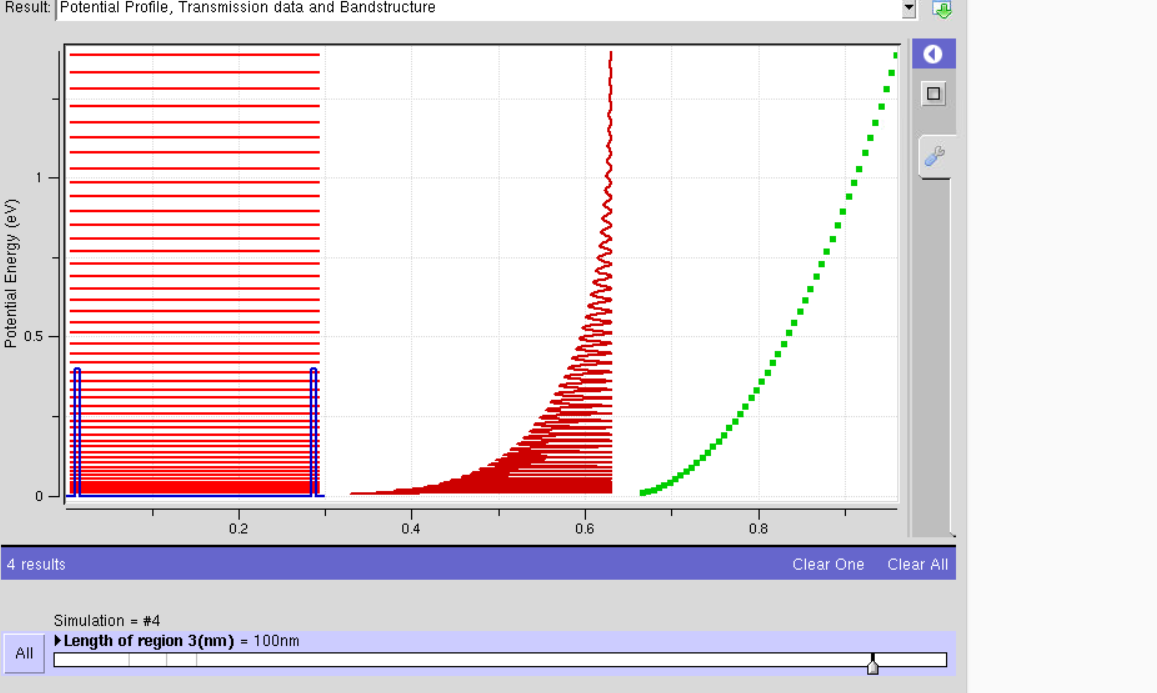 Result: Potential Profile, Transmission data and Bandstructure
Potential Energy (eV)
1
0.5
0
0.2 0.4 0.6 0.8
4 results Clear One Clear All
Simulation = #4
All
Length of region 3(nm) = 100nm